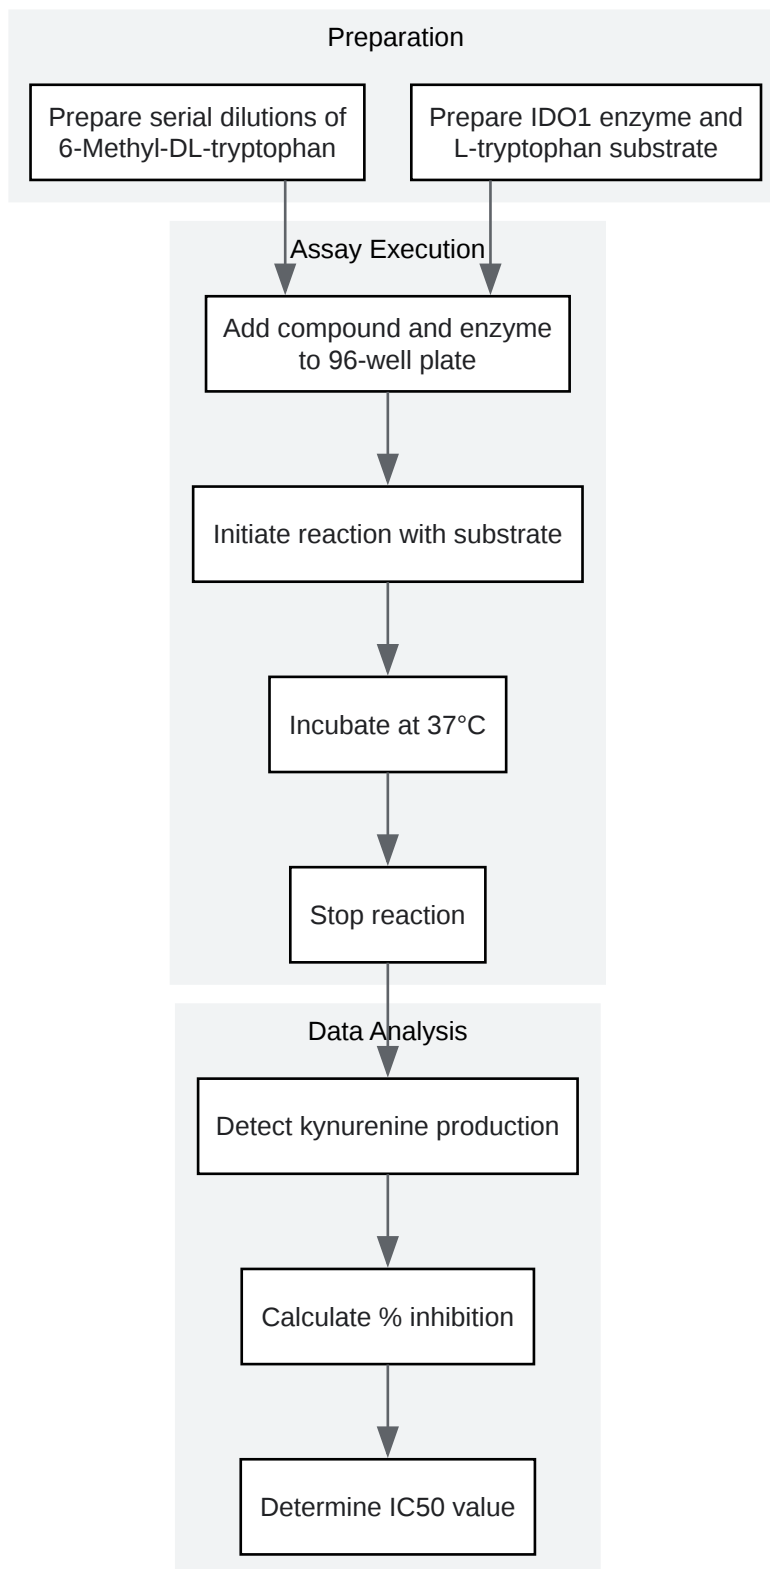 Preparation
Prepare serial dilutions of
6-Methyl-DL-tryptophan
Prepare IDO1 enzyme and
L-tryptophan substrate
Assay Execution
Add compound and enzyme
to 96-well plate
Initiate reaction with substrate
Incubate at 37°C
Stop reaction
Data Analysis
Detect kynurenine production
Calculate % inhibition
Determine IC50 value